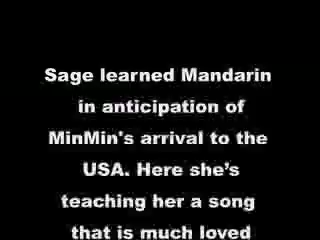 Sage learned Mandarin
in anticipation of
MinMin's arrival to the
USA. Here she’s
teaching her a song
that is much loved